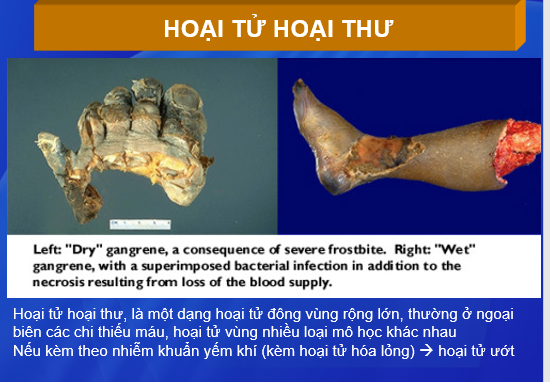 HOẠI TỬ HOẠI THƯ
Left: "Dry" gangrene, a consequence of severe frostbite. Right: "Wet"
gangrene, with a superimposed bacterial infection in addition to the
necrosis resulting from loss of the blood supply.
Hoại tử hoại thư, là một dạng hoại tử đông vùng rộng lớn, thường ở ngoại
biên các chi thiếu máu, hoại tử vùng nhiều loại mô học khác nhau
Nếu kèm theo nhiễm khuẩn yếm khí (kèm hoại tử hóa lỏng) → hoại tử ướt